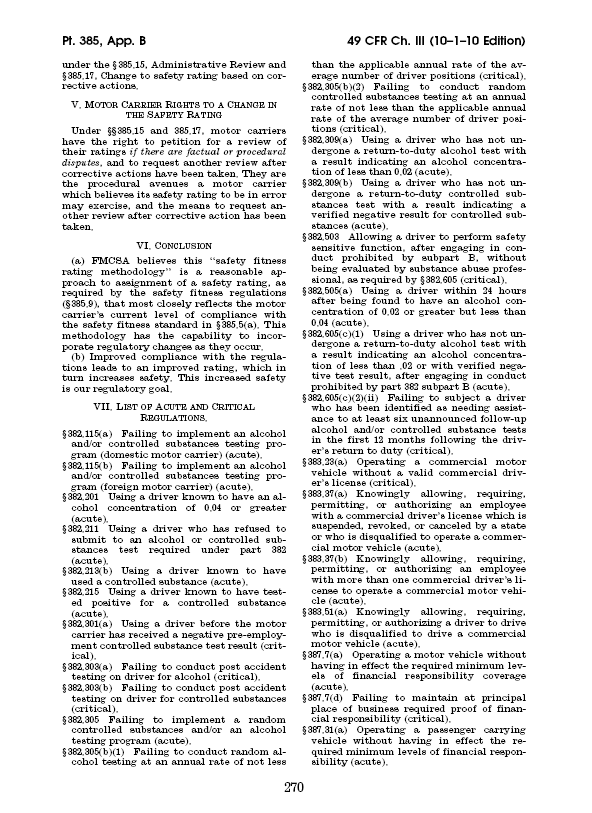 Pt. 385, App. B
49 CFR Ch. III (10–1–10 Edition)
under the §385.15, Administrative Review and
§385.17, Change to safety rating based on cor-
rective actions.
V. MOTOR CARRIER RIGHTS TO A CHANGE IN
THE SAFETY RATING
Under §§385.15 and 385.17, motor carriers
have the right to petition for a review of
their ratings if there are factual or procedural
disputes, and to request another review after
corrective actions have been taken. They are
the procedural avenues a motor carrier
which believes its safety rating to be in error
may exercise, and the means to request an-
other review after corrective action has been
taken.
VI. CONCLUSION
(a) FMCSA believes this ‘‘safety fitness
rating methodology’’ is a reasonable ap-
proach to assignment of a safety rating, as
required by the safety fitness regulations
(§385.9), that most closely reflects the motor
carrier’s current level of compliance with
the safety fitness standard in §385.5(a). This
methodology has the capability to incor-
porate regulatory changes as they occur.
(b) Improved compliance with the regula-
tions leads to an improved rating, which in
turn increases safety. This increased safety
is our regulatory goal.
VII. LIST OF ACUTE AND CRITICAL
REGULATIONS.
§382.115(a) Failing to implement an alcohol
and/or controlled substances testing pro-
gram (domestic motor carrier) (acute).
§382.115(b) Failing to implement an alcohol
and/or controlled substances testing pro-
gram (foreign motor carrier) (acute).
§382.201 Using a driver known to have an al-
cohol concentration of 0.04 or greater
(acute).
§382.211 Using a driver who has refused to
submit to an alcohol or controlled sub-
stances test required under part 382
(acute).
§382.213(b) Using a driver known to have
used a controlled substance (acute).
§382.215 Using a driver known to have test-
ed positive for a controlled substance
(acute).
§382.301(a) Using a driver before the motor
carrier has received a negative pre-employ-
ment controlled substance test result (crit-
ical).
§382.303(a) Failing to conduct post accident
testing on driver for alcohol (critical).
§382.303(b) Failing to conduct post accident
testing on driver for controlled substances
(critical).
§382.305 Failing to implement a random
controlled substances and/or an alcohol
testing program (acute).
§382.305(b)(1) Failing to conduct random al-
cohol testing at an annual rate of not less
than the applicable annual rate of the av-
erage number of driver positions (critical).
§382.305(b)(2) Failing to conduct random
controlled substances testing at an annual
rate of not less than the applicable annual
rate of the average number of driver posi-
tions (critical).
§382.309(a) Using a driver who has not un-
dergone a return-to-duty alcohol test with
a result indicating an alcohol concentra-
tion of less than 0.02 (acute).
§382.309(b) Using a driver who has not un-
dergone a return-to-duty controlled sub-
stances test with a result indicating a
verified negative result for controlled sub-
stances (acute).
§382.503 Allowing a driver to perform safety
sensitive function, after engaging in con-
duct prohibited by subpart B, without
being evaluated by substance abuse profes-
sional, as required by §382.605 (critical).
§382.505(a) Using a driver within 24 hours
after being found to have an alcohol con-
centration of 0.02 or greater but less than
0.04 (acute).
§382.605(c)(1) Using a driver who has not un-
dergone a return-to-duty alcohol test with
a result indicating an alcohol concentra-
tion of less than .02 or with verified nega-
tive test result, after engaging in conduct
prohibited by part 382 subpart B (acute).
§382.605(c)(2)(ii) Failing to subject a driver
who has been identified as needing assist-
ance to at least six unannounced follow-up
alcohol and/or controlled substance tests
in the first 12 months following the driv-
er’s return to duty (critical).
§383.23(a) Operating a commercial motor
vehicle without a valid commercial driv-
er’s license (critical).
§383.37(a) Knowingly allowing, requiring,
permitting, or authorizing an employee
with a commercial driver’s license which is
suspended, revoked, or canceled by a state
or who is disqualified to operate a commer-
cial motor vehicle (acute).
§383.37(b) Knowingly allowing, requiring,
permitting, or authorizing an employee
with more than one commercial driver’s li-
cense to operate a commercial motor vehi-
cle (acute).
§383.51(a) Knowingly allowing, requiring,
permitting, or authorizing a driver to drive
who is disqualified to drive a commercial
motor vehicle (acute).
§387.7(a) Operating a motor vehicle without
having in effect the required minimum lev-
els of financial responsibility coverage
(acute).
§387.7(d) Failing to maintain at principal
place of business required proof of finan-
cial responsibility (critical).
§387.31(a) Operating a passenger carrying
vehicle without having in effect the re-
quired minimum levels of financial respon-
sibility (acute).
270